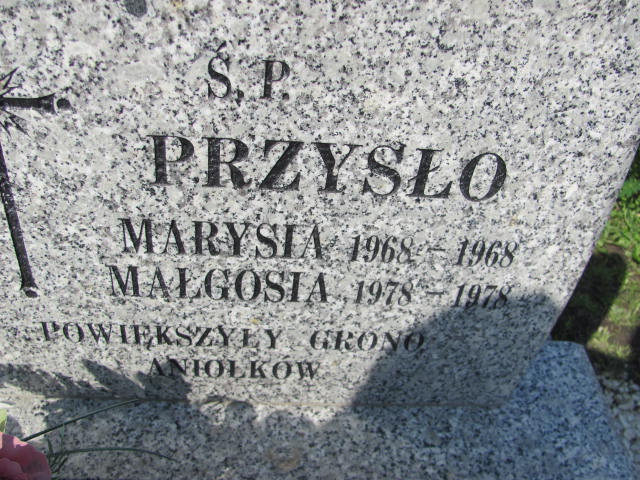 Ś. P.
PRZYSŁO
MARYSIA 1968 – 1968
MAŁGOSIA 1978 – 1978
POWIĘKSZYŁY GRONO
ANIOŁKÓW